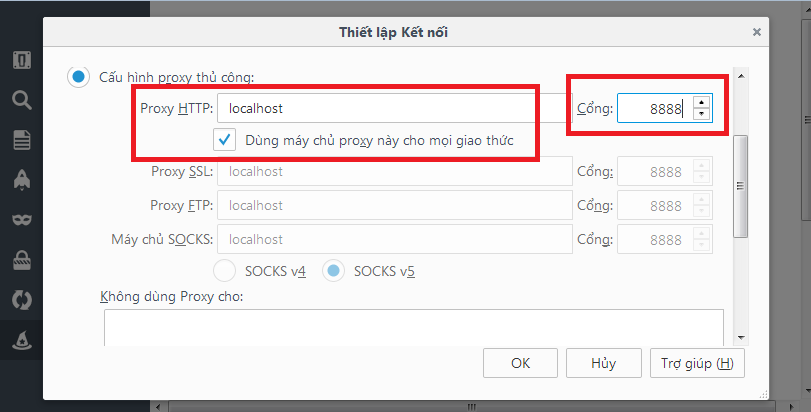 Thiết lập Kết nối
Cấu hình proxy thủ công:
Proxy HTTP: localhost Cổng: 8888
Dùng máy chủ proxy này cho mọi giao thức
Proxy SSL: localhost Cổng: 8888
Proxy FTP: localhost Cổng: 8888
Máy chủ SOCKS: localhost Cổng: 8888
SOCKS v4 SOCKS v5
Không dùng Proxy cho:
OK Hủy Trợ giúp (H)